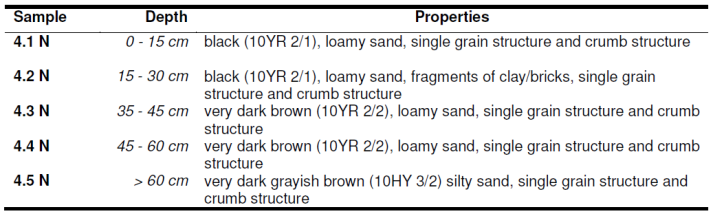 Sample Depth Properties
4.1 N 0 - 15 cm black (10YR 2/1), loamy sand, single grain structure and crumb structure
4.2 N 15 - 30 cm black (10YR 2/1), loamy sand, fragments of clay/bricks, single grain
structure and crumb structure
4.3 N 35 - 45 cm very dark brown (10YR 2/2), loamy sand, single grain structure and crumb
structure
4.4 N 45 - 60 cm very dark brown (10YR 2/2), loamy sand, single grain structure and crumb
structure
4.5 N > 60 cm very dark grayish brown (10HY 3/2) silty sand, single grain structure and
crumb structure